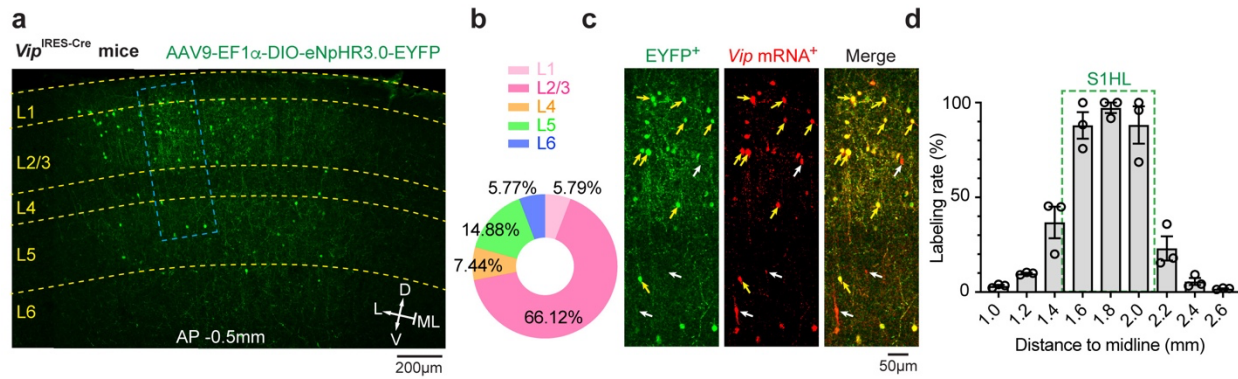 a
Vip^IRES-Cre mice
AAV9-EF1α-DIO-eNpHR3.0-EYFP
L1
L2/3
L4
L5
L6
D
L
ML
V
AP -0.5mm
200μm
b
L1
L2/3
L4
L5
L6
5.77%
5.79%
14.88%
7.44%
66.12%
c
EYFP+
Vip mRNA+
Merge
50μm
d
S1HL
Labeling rate (%)
100
50
0
1.0
1.2
1.4
1.6
1.8
2.0
2.2
2.4
2.6
Distance to midline (mm)